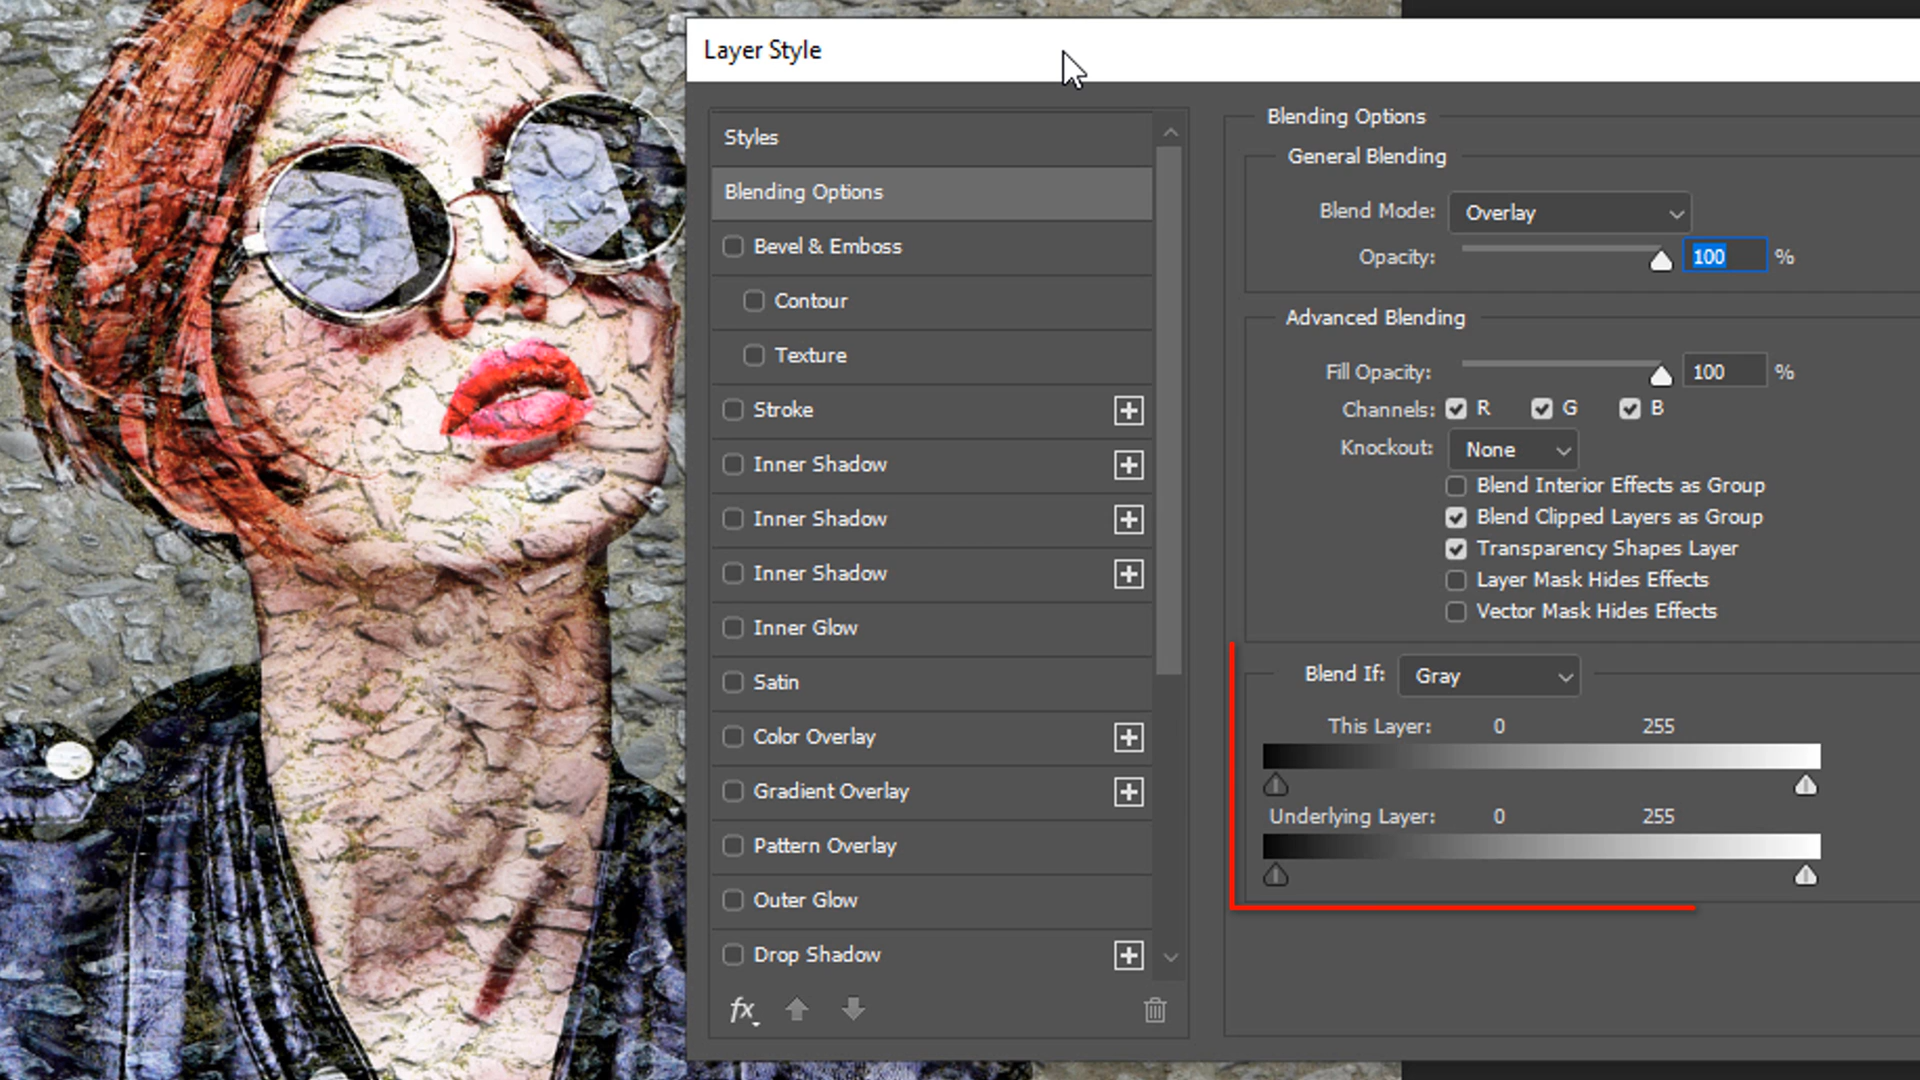 Layer Style
Styles
Blending Options
Bevel & Emboss
Contour
Texture
Stroke
Inner Shadow
Inner Shadow
Inner Shadow
Inner Glow
Satin
Color Overlay
Gradient Overlay
Pattern Overlay
Outer Glow
Drop Shadow
fx
Blending Options
General Blending
Blend Mode: Overlay
Opacity: 100 %
Advanced Blending
Fill Opacity: 100 %
Channels: R G B
Knockout: None
Blend Interior Effects as Group
Blend Clipped Layers as Group
Transparency Shapes Layer
Layer Mask Hides Effects
Vector Mask Hides Effects
Blend If: Gray
This Layer: 0 255
Underlying Layer: 0 255